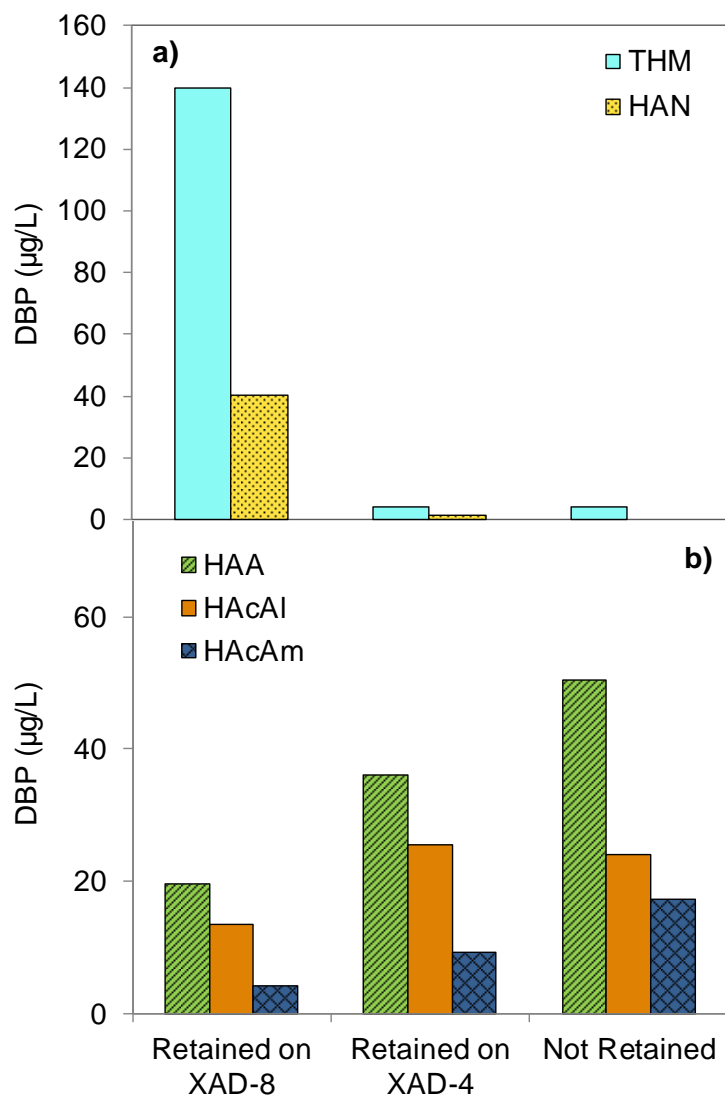 a)
THM
HAN
DBP (µg/L)
160
140
120
100
80
60
40
20
0
b)
HAA
HAcAl
HAcAm
DBP (µg/L)
60
40
20
0
Retained on
XAD-8
Retained on
XAD-4
Not Retained